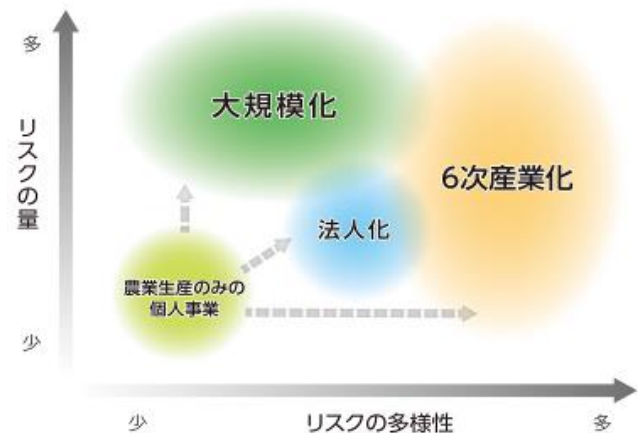 多
大規模化
リスクの量
6次産業化
法人化
農業生産のみの
個人事業
少
少
リスクの多様性
多